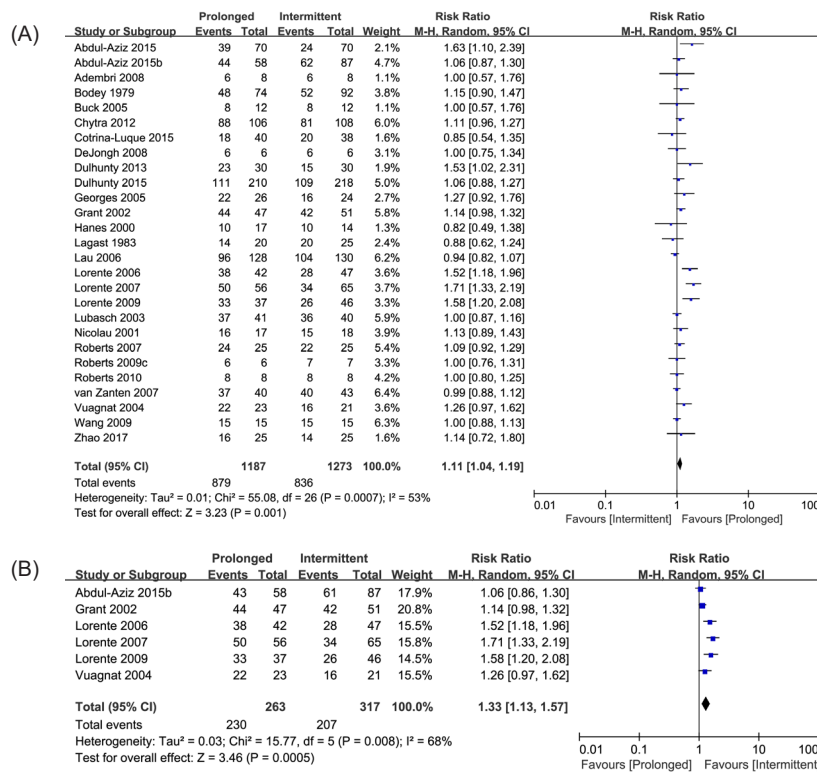 (A)
Prolonged Intermittent Risk Ratio Risk Ratio
Study or Subgroup Events Total Events Total Weight M-H. Random. 95% CI M-H. Random. 95% CI
Abdul-Aziz 2015 39 70 24 70 2.1% 1.63 [1.10, 2.39]
Abdul-Aziz 2015b 44 58 62 87 4.7% 1.06 [0.87, 1.30]
Adembri 2008 6 8 6 8 1.1% 1.00 [0.57, 1.76]
Bodey 1979 48 74 52 92 3.9% 1.15 [0.90, 1.47]
Buck 2005 8 12 8 12 1.1% 1.00 [0.57, 1.76]
Chytra 2012 88 106 81 108 6.0% 1.11 [0.96, 1.27]
Cotrina-Luque 2015 18 40 20 38 1.6% 0.85 [0.54, 1.35]
DeJongh 2008 6 6 6 6 3.1% 1.00 [0.75, 1.34]
Dulhunty 2013 23 30 15 30 1.9% 1.53 [1.02, 2.31]
Dulhunty 2015 111 210 109 218 5.0% 1.06 [0.88, 1.27]
Georges 2005 22 26 16 24 2.7% 1.27 [0.92, 1.76]
Grant 2002 44 47 42 51 5.7% 1.14 [0.98, 1.32]
Hanes 2000 10 17 10 14 1.3% 0.82 [0.49, 1.38]
Lagast 1983 14 20 20 25 2.5% 0.88 [0.62, 1.24]
Lau 2006 96 128 104 130 6.2% 0.94 [0.82, 1.07]
Lorente 2006 38 42 28 47 3.7% 1.52 [1.18, 1.96]
Lorente 2007 50 56 34 65 3.8% 1.71 [1.33, 2.19]
Lorente 2009 33 37 26 46 3.4% 1.58 [1.20, 2.08]
Lubasch 2003 37 41 36 40 5.8% 1.00 [0.87, 1.16]
Nicolau 2001 16 17 15 18 4.0% 1.13 [0.89, 1.43]
Roberts 2007 24 25 22 25 5.3% 1.09 [0.92, 1.29]
Roberts 2009c 6 6 7 7 3.3% 1.00 [0.76, 1.31]
Roberts 2010 8 8 8 8 4.2% 1.00 [0.80, 1.25]
van Zanten 2007 37 40 40 43 6.4% 0.99 [0.88, 1.12]
Vuagnat 2004 22 23 16 21 3.6% 1.26 [0.97, 1.62]
Wang 2009 15 15 15 15 6.0% 1.00 [0.88, 1.13]
Zhao 2017 16 25 14 25 1.6% 1.14 [0.72, 1.80]
Total (95% CI) 1187 1273 100.0% 1.11 [1.04, 1.19]
Total events 879 836
Heterogeneity: Tau² = 0.01; Chi² = 55.08, df = 26 (P = 0.0007); I² = 53%
Test for overall effect: Z = 3.23 (P = 0.001)
0.01 0.1 1 10 100
Favours [Intermittent] Favours [Prolonged]
(B)
Prolonged Intermittent Risk Ratio Risk Ratio
Study or Subgroup Events Total Events Total Weight M-H. Random. 95% CI M-H. Random. 95% CI
Abdul-Aziz 2015b 43 58 61 87 17.9% 1.06 [0.86, 1.30]
Grant 2002 44 47 42 51 20.8% 1.14 [0.98, 1.32]
Lorente 2006 38 42 28 47 15.5% 1.52 [1.18, 1.96]
Lorente 2007 50 56 34 65 15.8% 1.71 [1.33, 2.19]
Lorente 2009 33 37 26 46 14.5% 1.58 [1.20, 2.08]
Vuagnat 2004 22 23 16 21 15.5% 1.26 [0.97, 1.62]
Total (95% CI) 263 317 100.0% 1.33 [1.13, 1.57]
Total events 230 207
Heterogeneity: Tau² = 0.03; Chi² = 15.77, df = 5 (P = 0.008); I² = 68%
Test for overall effect: Z = 3.46 (P = 0.0005)
0.01 0.1 1 10 100
Favours [Prolonged] Favours [Intermittent]